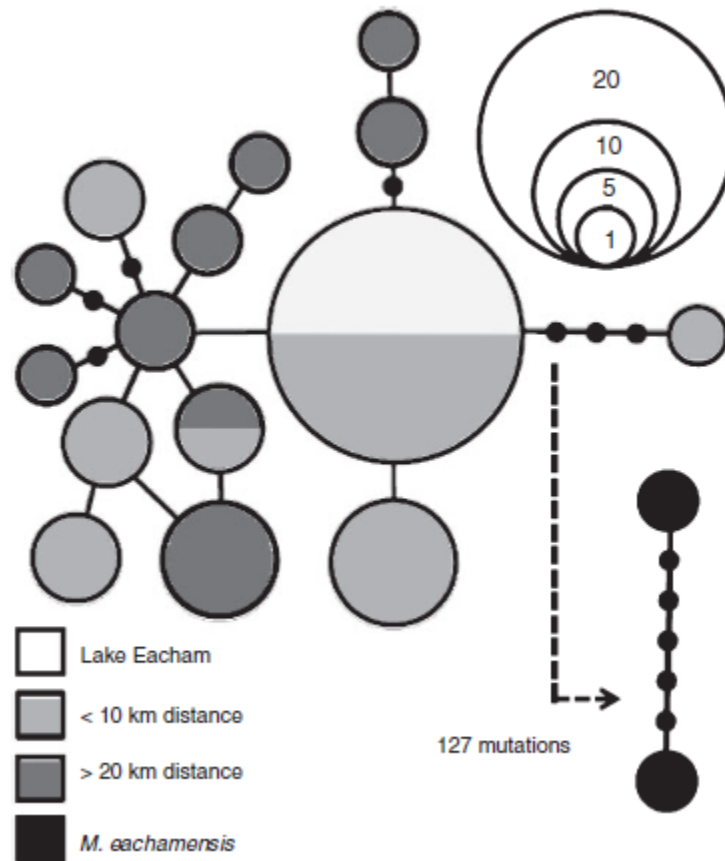 20
10
5
1
Lake Eacham
< 10 km distance
> 20 km distance
127 mutations
M. eachamensis